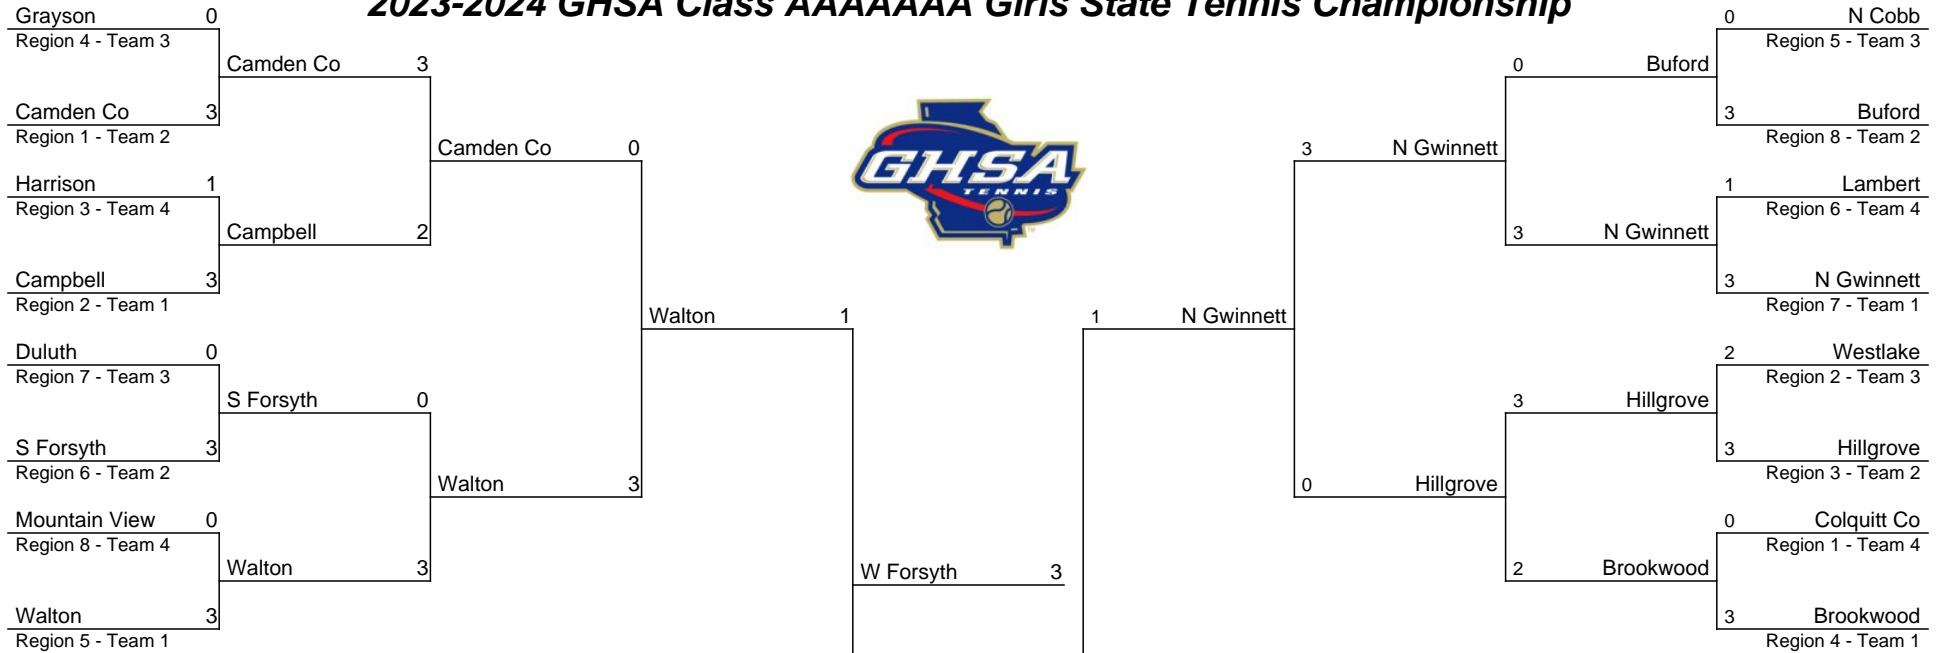 2023-2024 GHSA Class AAAAAAA Girls State Tennis Championship
Grayson 0
Region 4 - Team 3
Camden Co 3
Camden Co 3
Region 1 - Team 2
Camden Co 0
Harrison 1
Region 3 - Team 4
Campbell 2
Campbell 3
Region 2 - Team 1
Walton 1
Duluth 0
Region 7 - Team 3
S Forsyth 0
S Forsyth 3
Region 6 - Team 2
Walton 3
Mountain View 0
Region 8 - Team 4
Walton 3
Walton 3
Region 5 - Team 1
W Forsyth 3
GHSA
TENNIS
0 N Cobb
Region 5 - Team 3
0 Buford
3 Buford
Region 8 - Team 2
3 N Gwinnett
1 Lambert
Region 6 - Team 4
3 N Gwinnett
3 N Gwinnett
Region 7 - Team 1
1 N Gwinnett
2 Westlake
Region 2 - Team 3
3 Hillgrove
3 Hillgrove
Region 3 - Team 2
0 Hillgrove
0 Colquitt Co
Region 1 - Team 4
2 Brookwood
3 Brookwood
Region 4 - Team 1